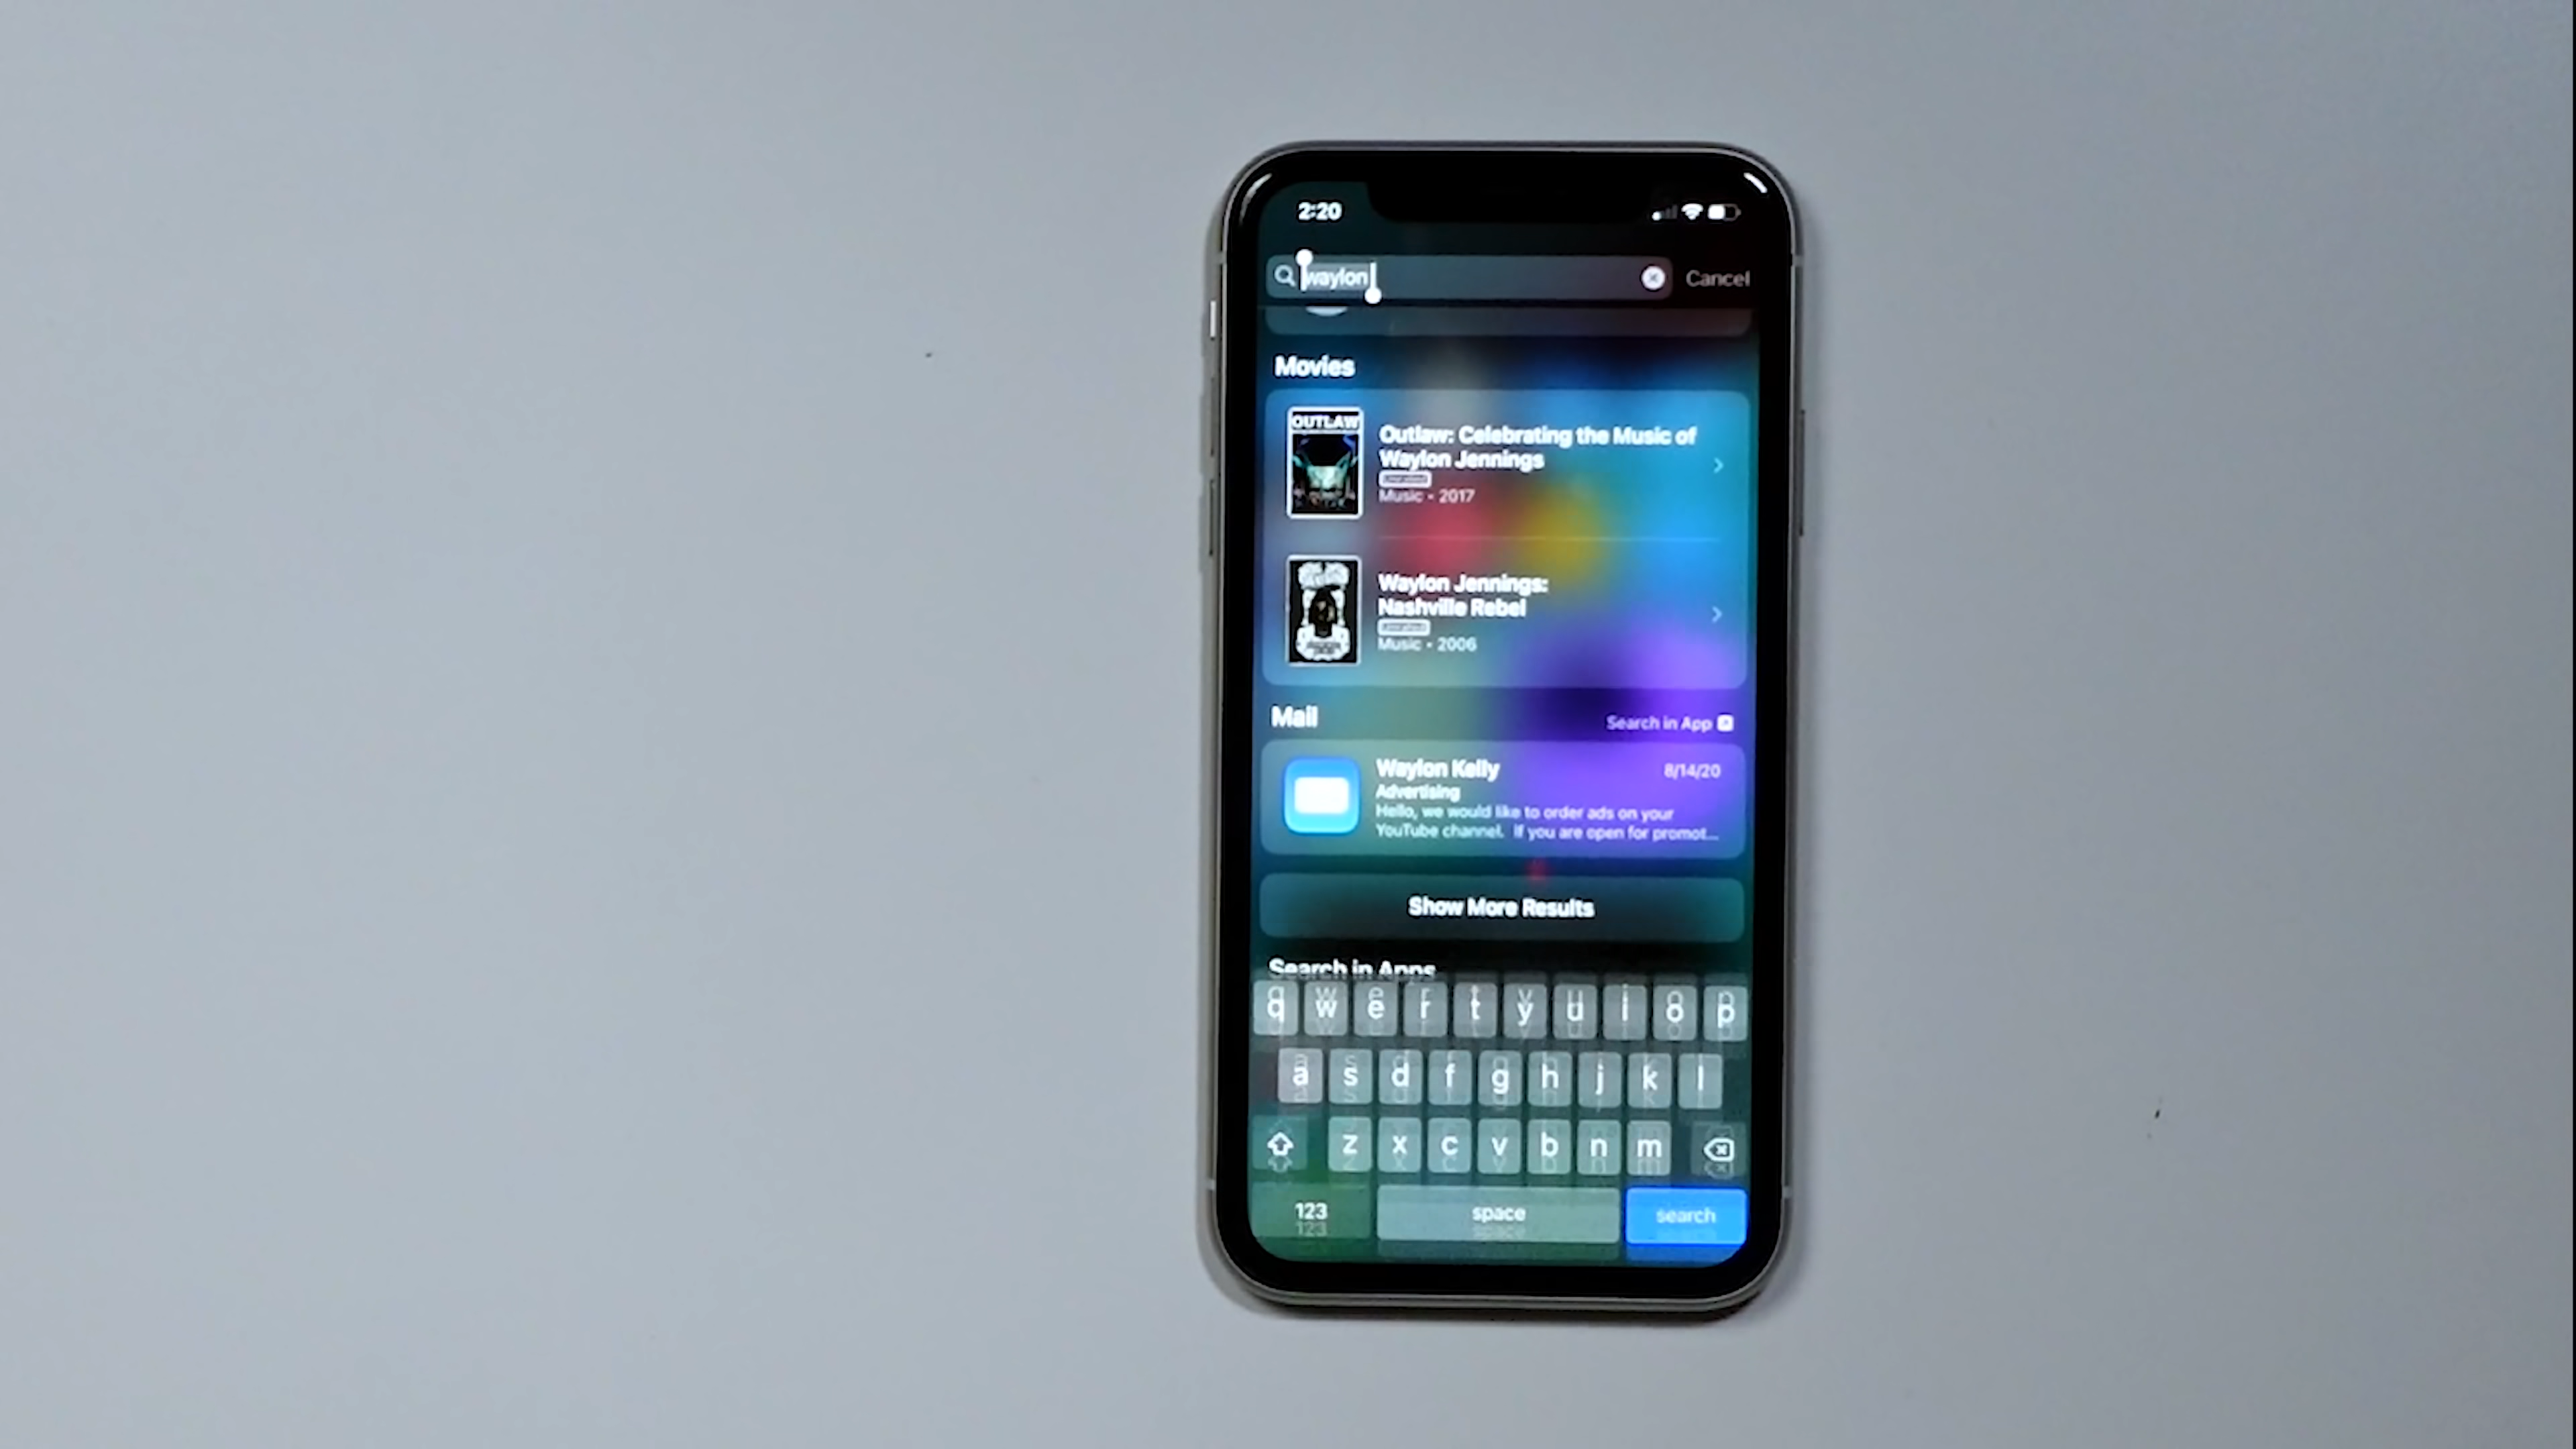 2:20
waylon
Cancel
Movies
OUTLAW
Outlaw: Celebrating the Music of
Waylon Jennings
Music • 2017
Waylon Jennings:
Nashville Rebel
Music • 2006
Mail
Search in App
Waylon Kelly
8/14/20
Advertising
Hello, we would like to order ads on your
YouTube channel. If you are open for promot...
Show More Results
Search in Apps
q w e r t y u i o p
a s d f g h j k l
z x c v b n m
123
space
search